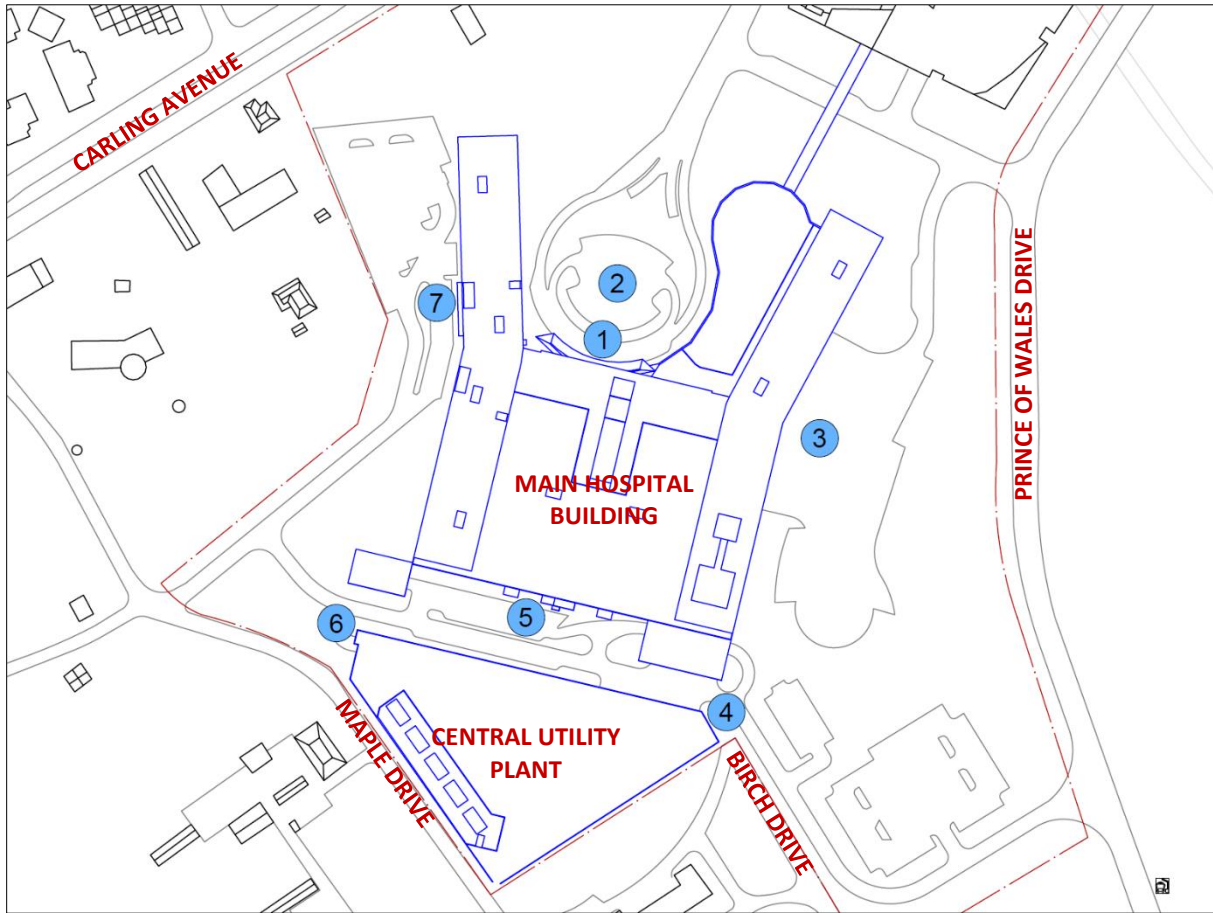 CARLING AVENUE
2
7
1
3
PRINCE OF WALES DRIVE
MAIN HOSPITAL
BUILDING
5
6
4
MAPLE DRIVE
CENTRAL UTILITY
PLANT
BIRCH DRIVE